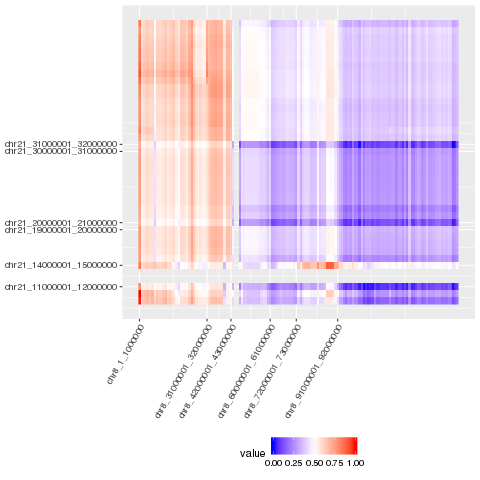 chr21_31000001_32000000
chr21_30000001_31000000
chr21_20000001_21000000
chr21_19000001_20000000
chr21_14000001_15000000
chr21_11000001_12000000
chr8_1_1000000
chr8_31000001_32000000
chr8_42000001_43000000
chr8_60000001_61000000
chr8_72000001_73000000
chr8_91000001_92000000
value
0.00 0.25 0.50 0.75 1.00